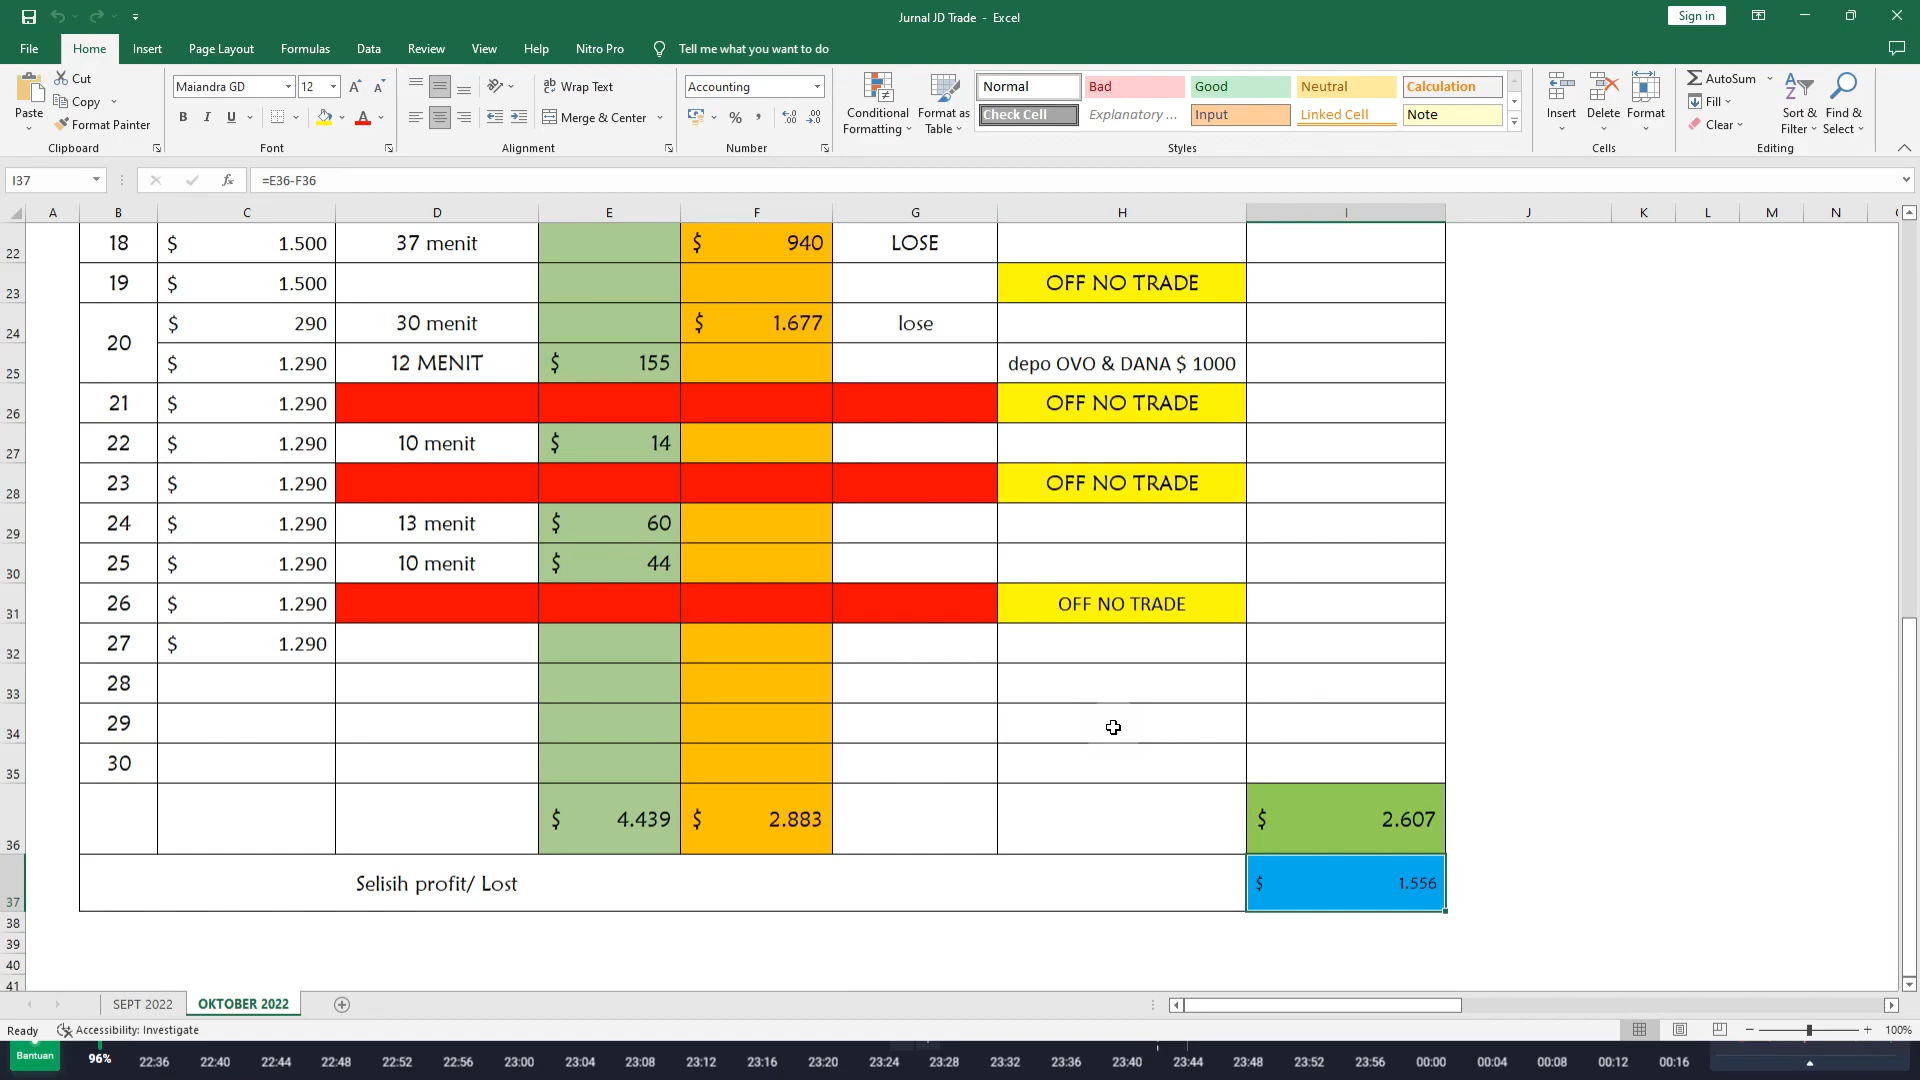 Jurnal JD Trade - Excel
Sign in
File Home Insert Page Layout Formulas Data Review View Help Nitro Pro Tell me what you want to do
Paste
Cut
Copy
Format Painter
Clipboard
Maiandra GD 12
B I U
Font
Wrap Text
Merge & Center
Alignment
Accounting
Number
Conditional Formatting
Format as Table
Normal Bad Good Neutral Calculation
Check Cell Explanatory ... Input Linked Cell Note
Styles
Insert Delete Format
Cells
AutoSum
Fill
Clear
Sort & Filter
Find & Select
Editing
I37 fx =E36-F36
A B C D E F G H I J K L M N
22 18 $ 1.500 37 menit $ 940 LOSE
23 19 $ 1.500 OFF NO TRADE
24 20 $ 290 30 menit $ 1.677 lose
25 $ 1.290 12 MENIT $ 155 depo OVO & DANA $ 1000
26 21 $ 1.290 OFF NO TRADE
27 22 $ 1.290 10 menit $ 14
28 23 $ 1.290 OFF NO TRADE
29 24 $ 1.290 13 menit $ 60
30 25 $ 1.290 10 menit $ 44
31 26 $ 1.290 OFF NO TRADE
32 27 $ 1.290
33 28
34 29
35 30
36 $ 4.439 $ 2.883 $ 2.607
37 Selisih profit/ Lost $ 1.556
38
39
40
41
SEPT 2022 OKTOBER 2022
Ready Accessibility: Investigate 100%
Bantuan 96% 22:36 22:40 22:44 22:48 22:52 22:56 23:00 23:04 23:08 23:12 23:16 23:20 23:24 23:28 23:32 23:36 23:40 23:44 23:48 23:52 23:56 00:00 00:04 00:08 00:12 00:16